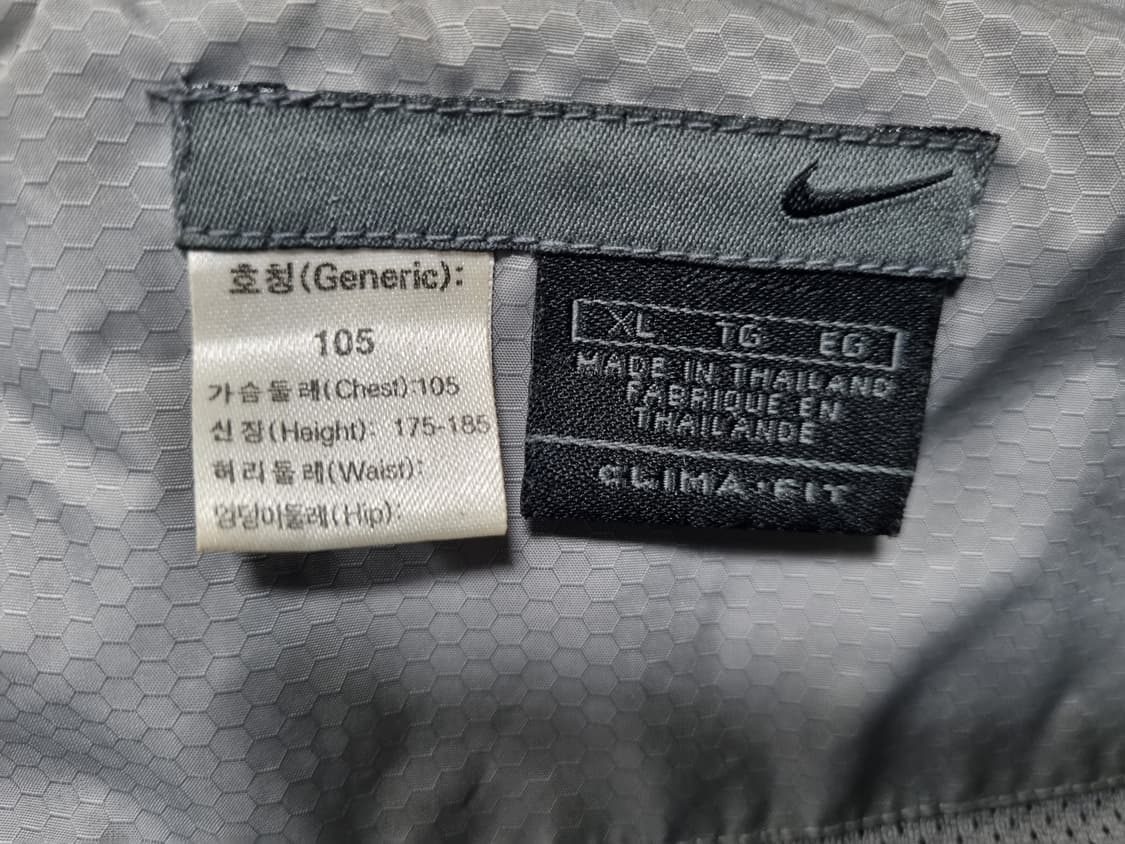 호칭(Generic):
105
가슴둘레(Chest):105
신장(Height): 175-185
허리둘레(Waist):
엉덩이둘레(Hip):
XL TG EG
MADE IN THAILAND
FABRIQUE EN
THAILANDE
CLIMA·FIT